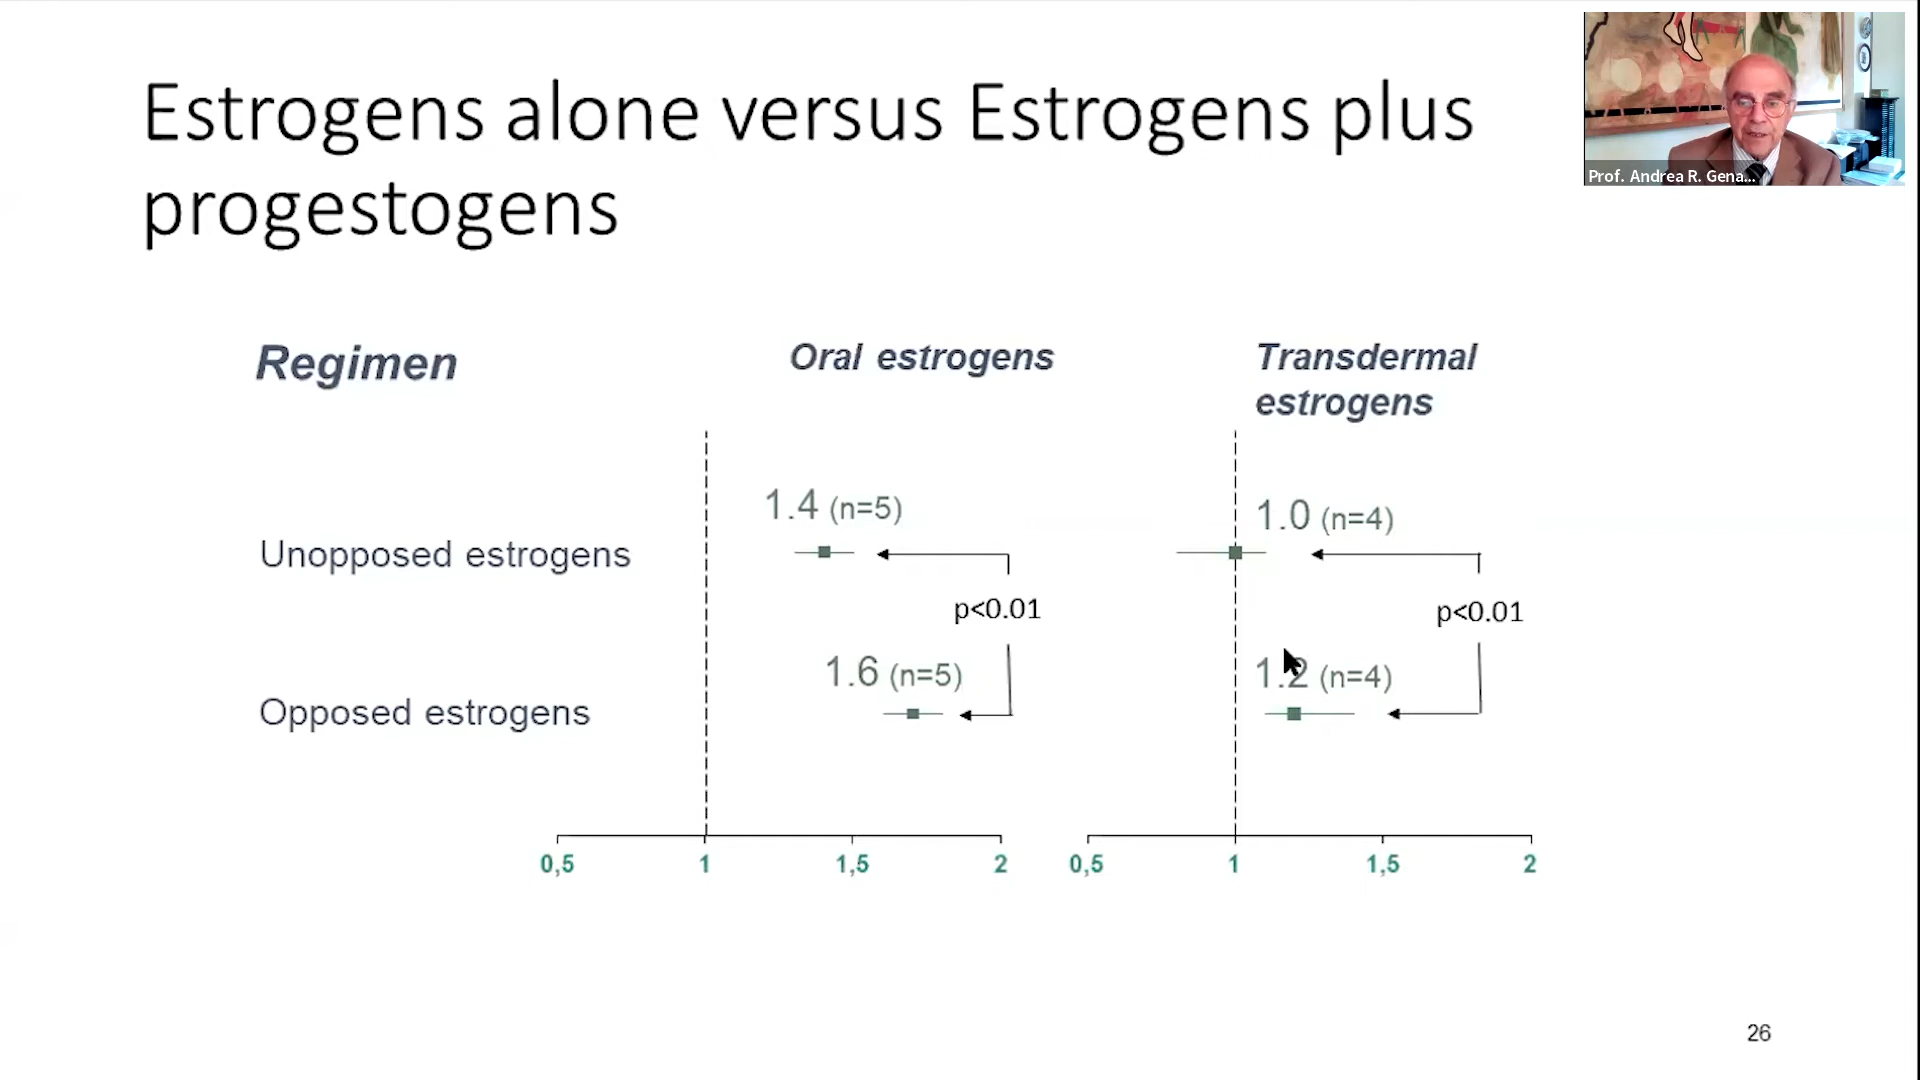 Estrogens alone versus Estrogens plus
progestogens
Prof. Andrea R. Gena...
Regimen
Oral estrogens
Transdermal
estrogens
1.4 (n=5)
1.0 (n=4)
Unopposed estrogens
p<0.01
p<0.01
1.6 (n=5)
1.2 (n=4)
Opposed estrogens
0,5 1 1,5 2
0,5 1 1,5 2
26